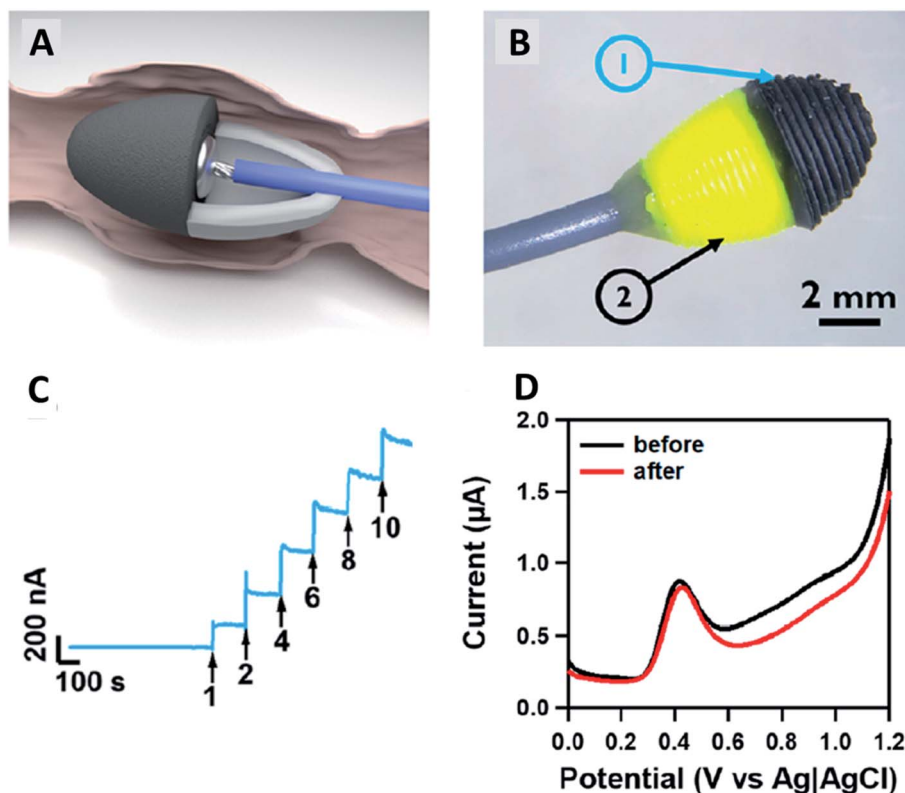 A
B
1
2
2 mm
C
200 nA
100 s
1
2
4
6
8
10
D
Current (µA)
2.0
1.5
1.0
0.5
0.0
before
after
0.0 0.2 0.4 0.6 0.8 1.0 1.2
Potential (V vs Ag|AgCl)